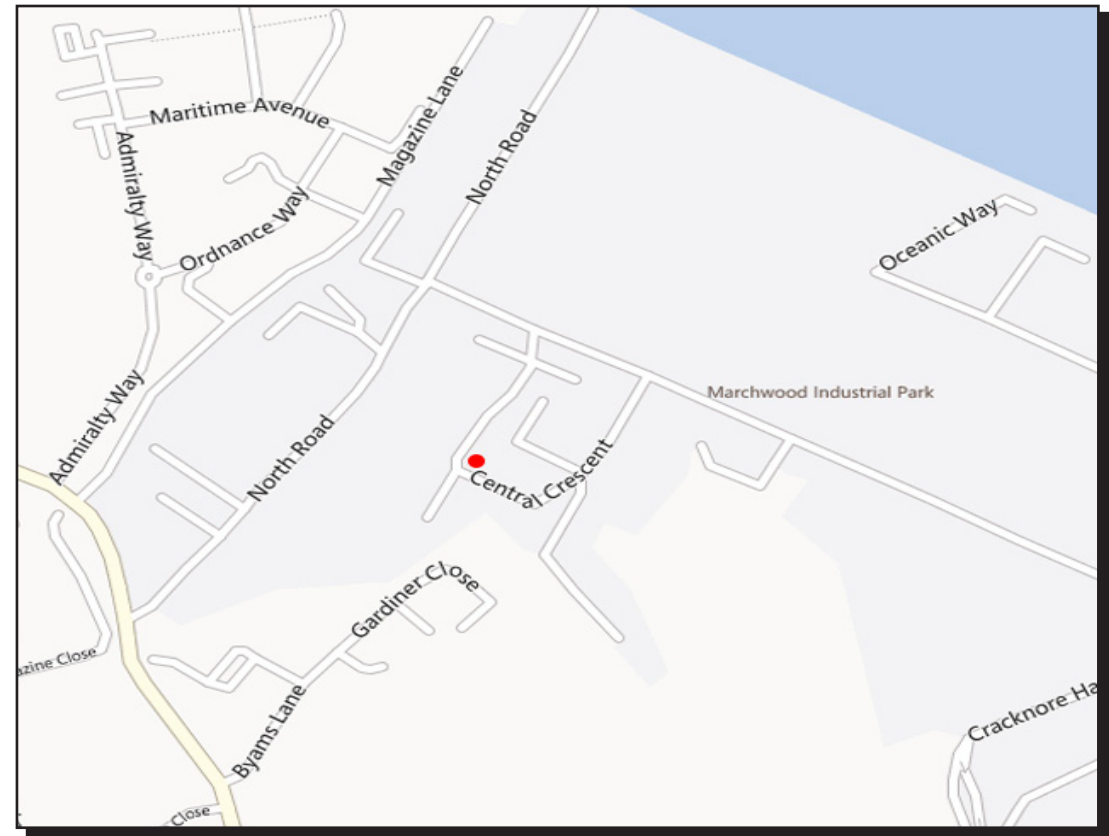 Maritime Avenue
Magazine Lane
North Road
Admiralty Way
Ordnance Way
Oceanic Way
Marchwood Industrial Park
Admiralty Way
North Road
Central Crescent
Gardiner Close
azine Close
Byams Lane
Cracknore Ha
Close